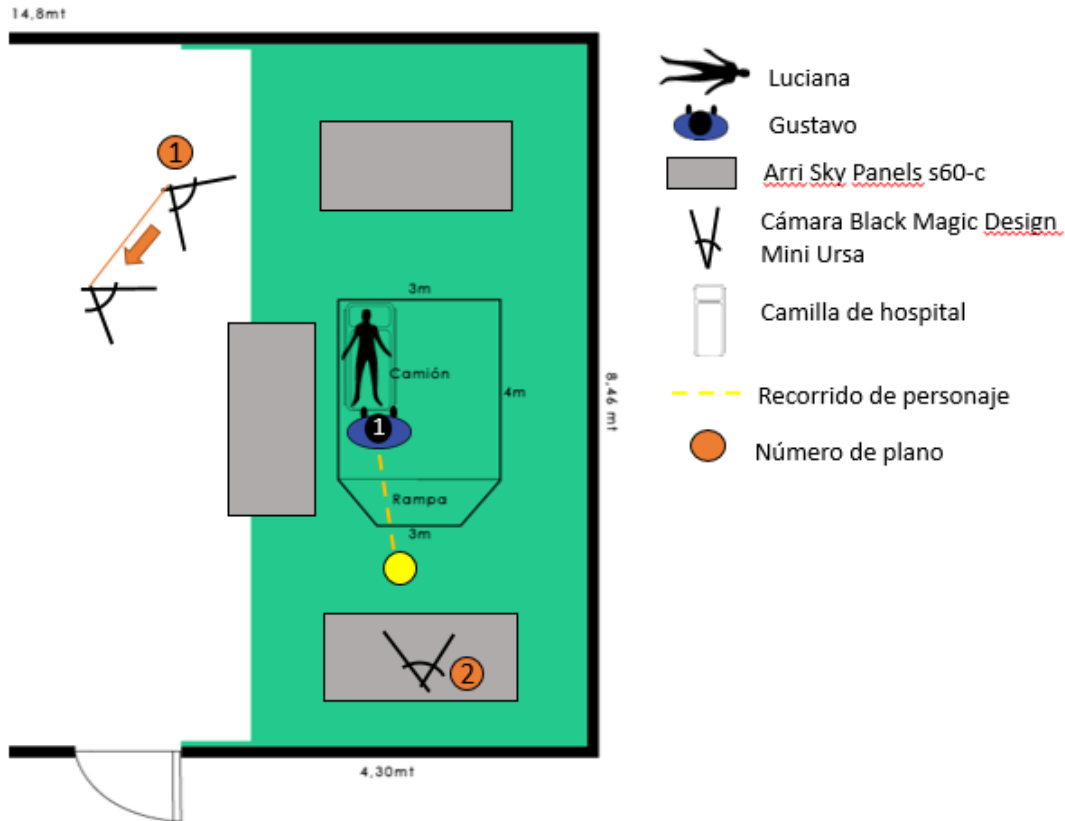 14,8mt
1
3m
Camión
4m
8,46 mt
1
Rampa
3m
2
4,30mt
Luciana
Gustavo
Arri Sky Panels s60-c
Cámara Black Magic Design
Mini Ursa
Camilla de hospital
Recorrido de personaje
Número de plano